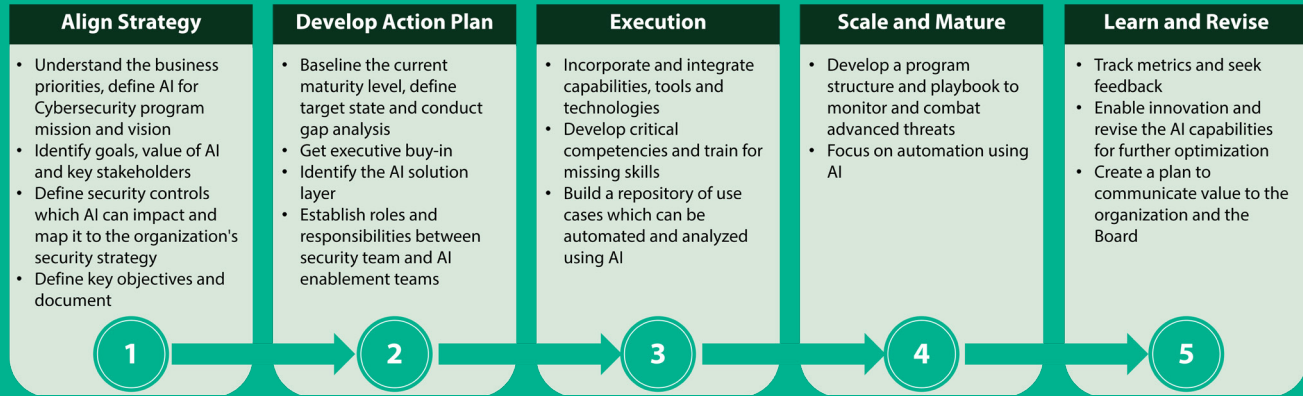 Align Strategy
• Understand the business
priorities, define AI for
Cybersecurity program
mission and vision
• Identify goals, value of AI
and key stakeholders
• Define security controls
which AI can impact and
map it to the organization's
security strategy
• Define key objectives and
document
1
Develop Action Plan
• Baseline the current
maturity level, define
target state and conduct
gap analysis
• Get executive buy-in
• Identify the AI solution
layer
• Establish roles and
responsibilities between
security team and AI
enablement teams
2
Execution
• Incorporate and integrate
capabilities, tools and
technologies
• Develop critical
competencies and train for
missing skills
• Build a repository of use
cases which can be
automated and analyzed
using AI
3
Scale and Mature
• Develop a program
structure and playbook to
monitor and combat
advanced threats
• Focus on automation using
AI
4
Learn and Revise
• Track metrics and seek
feedback
• Enable innovation and
revise the AI capabilities
for further optimization
• Create a plan to
communicate value to the
organization and the
Board
5